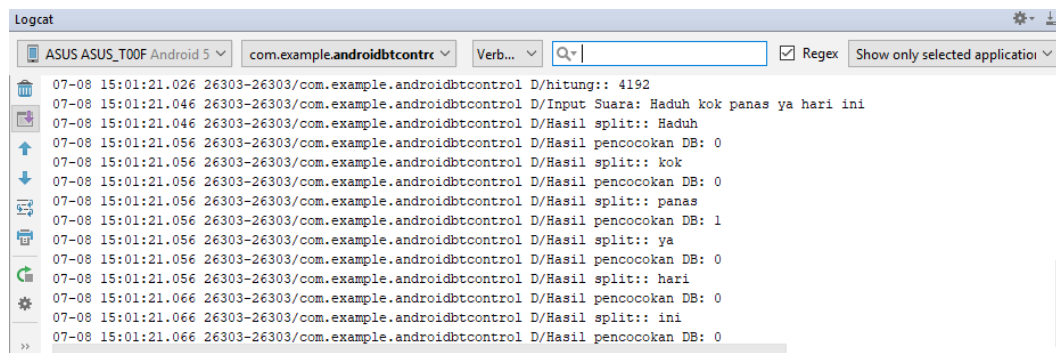 Logcat
ASUS ASUS_T00F Android 5 com.example.androidbtcontrc Verb... Regex Show only selected application
07-08 15:01:21.026 26303-26303/com.example.androidbtcontrol D/hitung:: 4192
07-08 15:01:21.046 26303-26303/com.example.androidbtcontrol D/Input Suara: Haduh kok panas ya hari ini
07-08 15:01:21.046 26303-26303/com.example.androidbtcontrol D/Hasil split:: Haduh
07-08 15:01:21.056 26303-26303/com.example.androidbtcontrol D/Hasil pencocokan DB: 0
07-08 15:01:21.056 26303-26303/com.example.androidbtcontrol D/Hasil split:: kok
07-08 15:01:21.056 26303-26303/com.example.androidbtcontrol D/Hasil pencocokan DB: 0
07-08 15:01:21.056 26303-26303/com.example.androidbtcontrol D/Hasil split:: panas
07-08 15:01:21.056 26303-26303/com.example.androidbtcontrol D/Hasil pencocokan DB: 1
07-08 15:01:21.056 26303-26303/com.example.androidbtcontrol D/Hasil split:: ya
07-08 15:01:21.056 26303-26303/com.example.androidbtcontrol D/Hasil pencocokan DB: 0
07-08 15:01:21.056 26303-26303/com.example.androidbtcontrol D/Hasil split:: hari
07-08 15:01:21.066 26303-26303/com.example.androidbtcontrol D/Hasil pencocokan DB: 0
07-08 15:01:21.066 26303-26303/com.example.androidbtcontrol D/Hasil split:: ini
07-08 15:01:21.066 26303-26303/com.example.androidbtcontrol D/Hasil pencocokan DB: 0